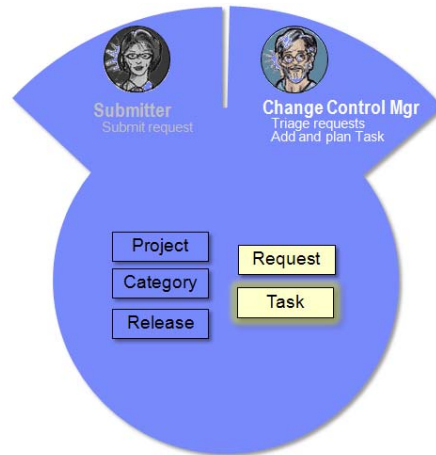 Submitter
Submit request
Change Control Mgr
Triage requests
Add and plan Task
Project
Category
Release
Request
Task